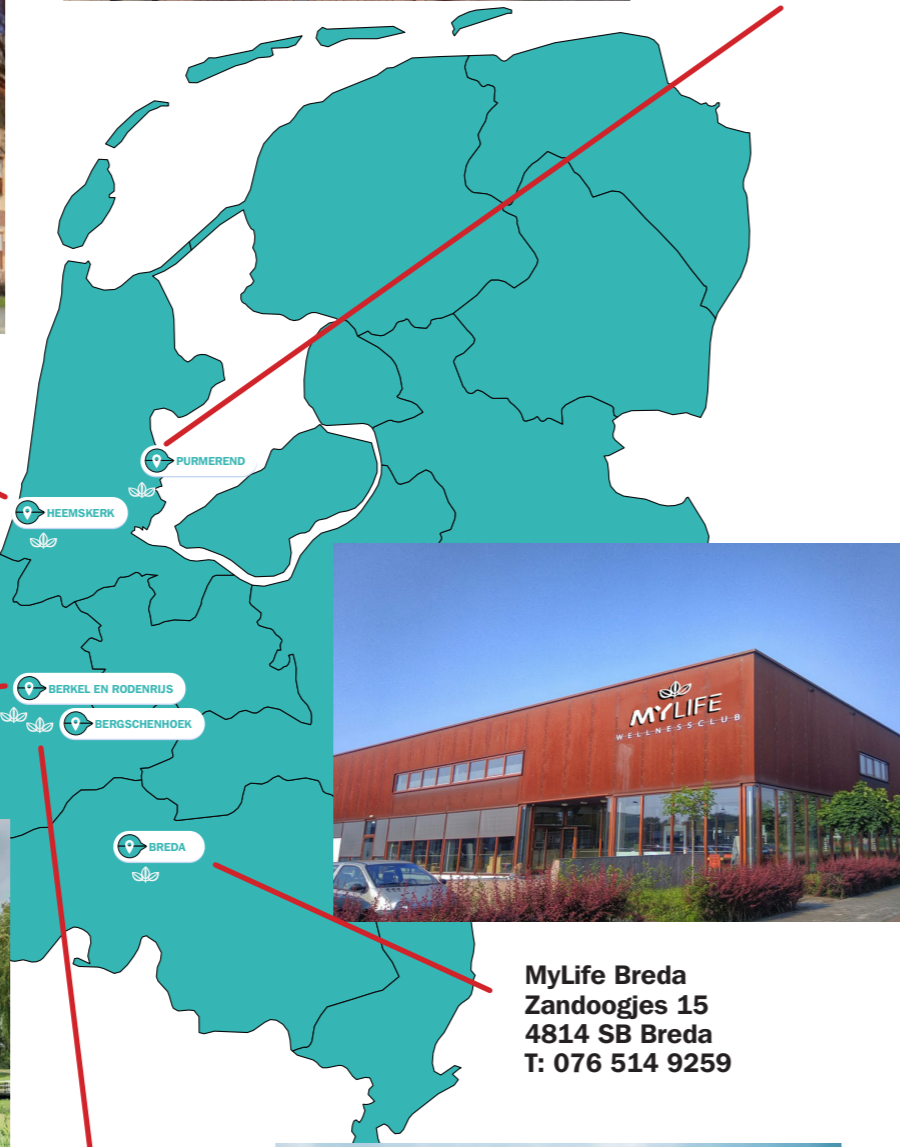 PURMEREND
HEEMSKERK
BERKEL EN RODENRIJS
BERGSCHENHOEK
MYLIFE
WELLNESSCLUB
BREDA
MyLife Breda
Zandoogjes 15
4814 SB Breda
T: 076 514 9259